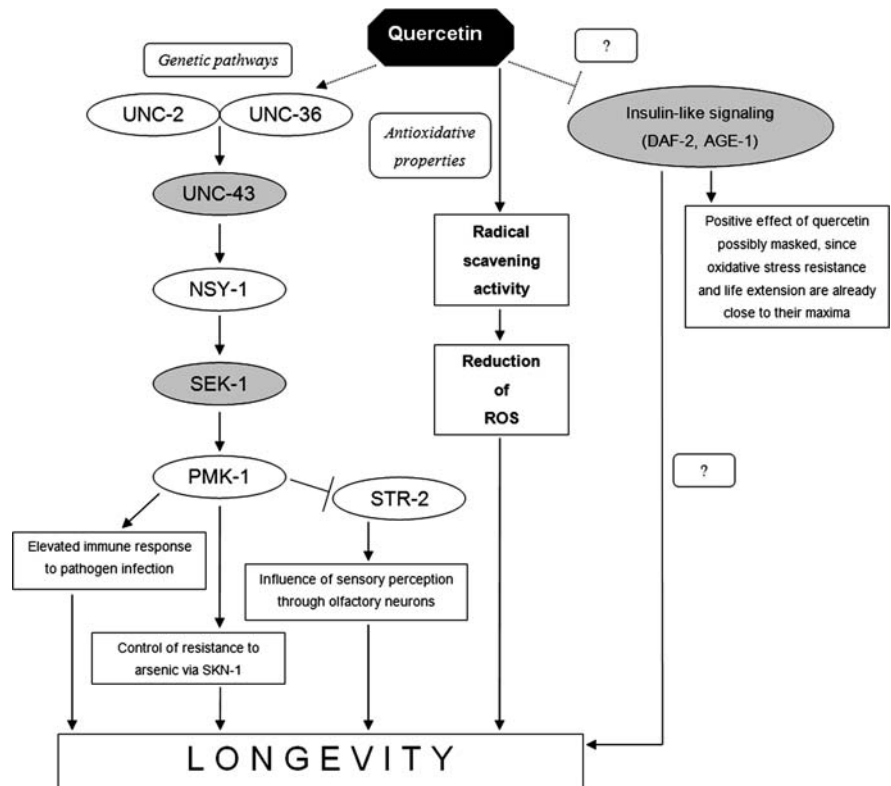 Quercetin
?
Genetic pathways
UNC-2
UNC-36
Insulin-like signaling
(DAF-2, AGE-1)
Antioxidative
properties
UNC-43
Radical
scavening
activity
Positive effect of quercetin
possibly masked, since
oxidative stress resistance
and life extension are already
close to their maxima
NSY-1
Reduction
of
ROS
SEK-1
PMK-1
?
STR-2
Elevated immune response
to pathogen infection
Influence of sensory perception
through olfactory neurons
Control of resistance to
arsenic via SKN-1
LONGEVITY